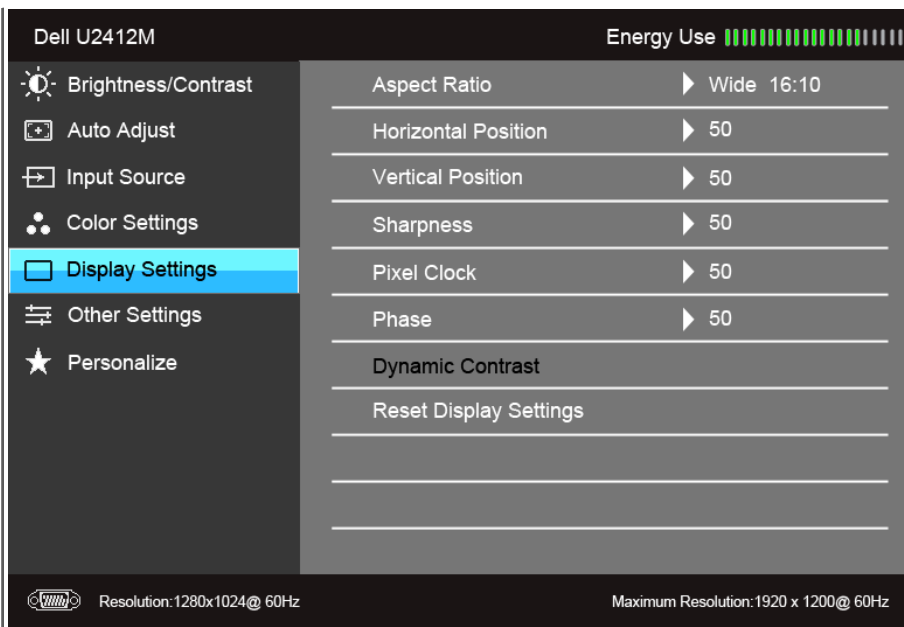 Dell U2412M Energy Use
Brightness/Contrast
Auto Adjust
Input Source
Color Settings
Display Settings
Other Settings
Personalize
Aspect Ratio Wide 16:10
Horizontal Position 50
Vertical Position 50
Sharpness 50
Pixel Clock 50
Phase 50
Dynamic Contrast
Reset Display Settings
Resolution:1280x1024@ 60Hz Maximum Resolution:1920 x 1200@ 60Hz